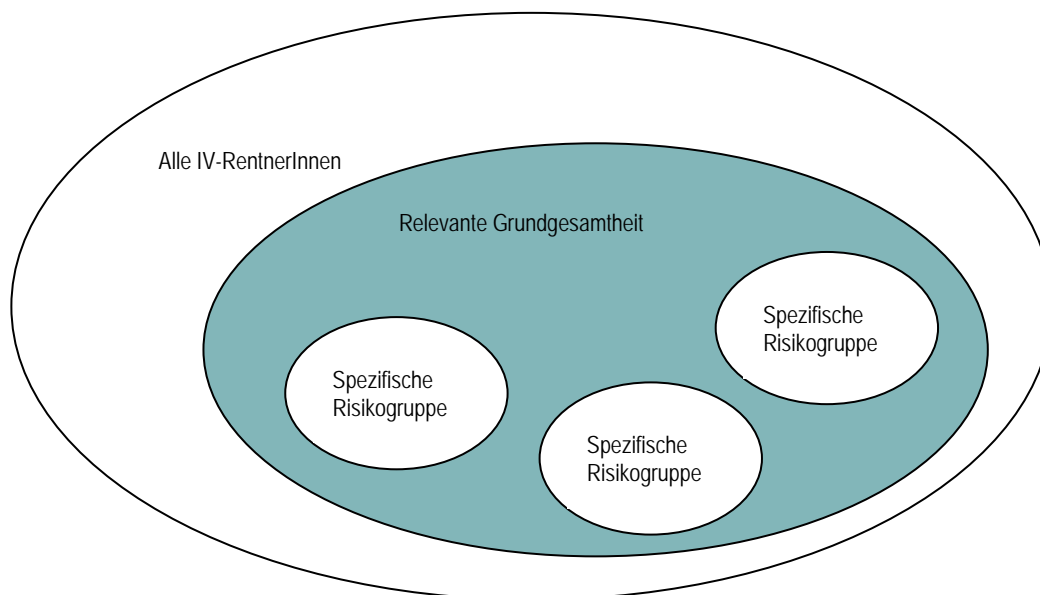 Alle IV-RentnerInnen
Relevante Grundgesamtheit
Spezifische
Risikogruppe
Spezifische
Risikogruppe
Spezifische
Risikogruppe